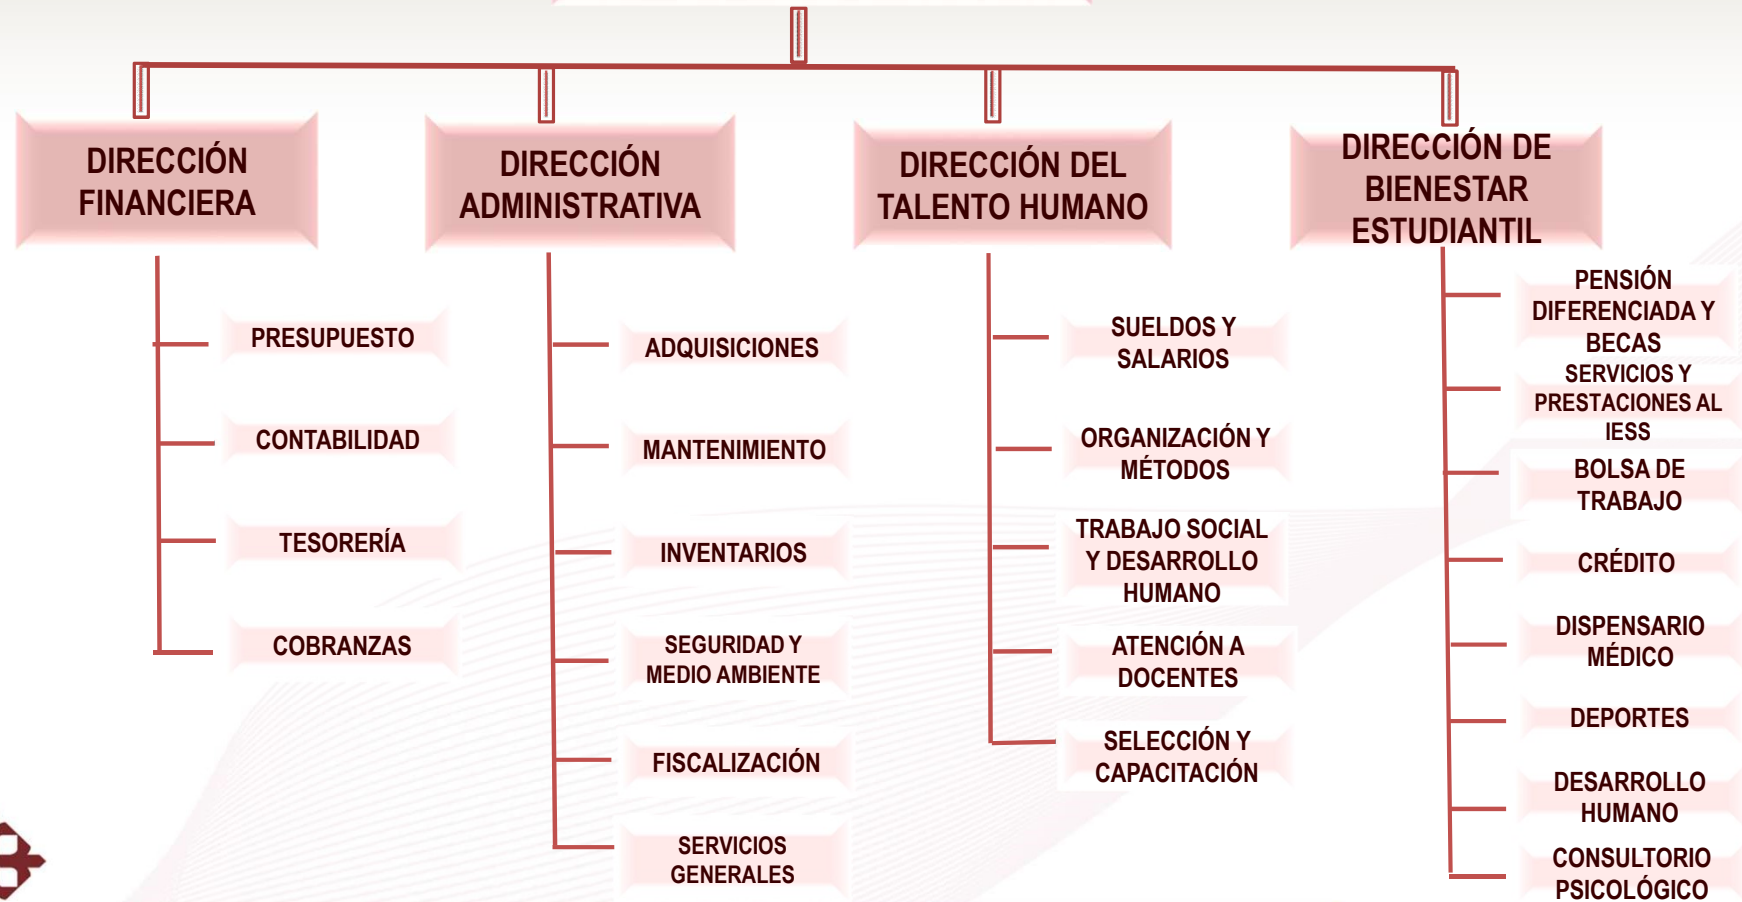 DIRECCIÓN
FINANCIERA
PRESUPUESTO
CONTABILIDAD
TESORERÍA
COBRANZAS
DIRECCIÓN
ADMINISTRATIVA
ADQUISICIONES
MANTENIMIENTO
INVENTARIOS
SEGURIDAD Y
MEDIO AMBIENTE
FISCALIZACIÓN
SERVICIOS
GENERALES
DIRECCIÓN DEL
TALENTO HUMANO
SUELDOS Y
SALARIOS
ORGANIZACIÓN Y
MÉTODOS
TRABAJO SOCIAL
Y DESARROLLO
HUMANO
ATENCIÓN A
DOCENTES
SELECCIÓN Y
CAPACITACIÓN
DIRECCIÓN DE
BIENESTAR
ESTUDIANTIL
PENSIÓN
DIFERENCIADA Y
BECAS
SERVICIOS Y
PRESTACIONES AL
IESS
BOLSA DE
TRABAJO
CRÉDITO
DISPENSARIO
MÉDICO
DEPORTES
DESARROLLO
HUMANO
CONSULTORIO
PSICOLÓGICO